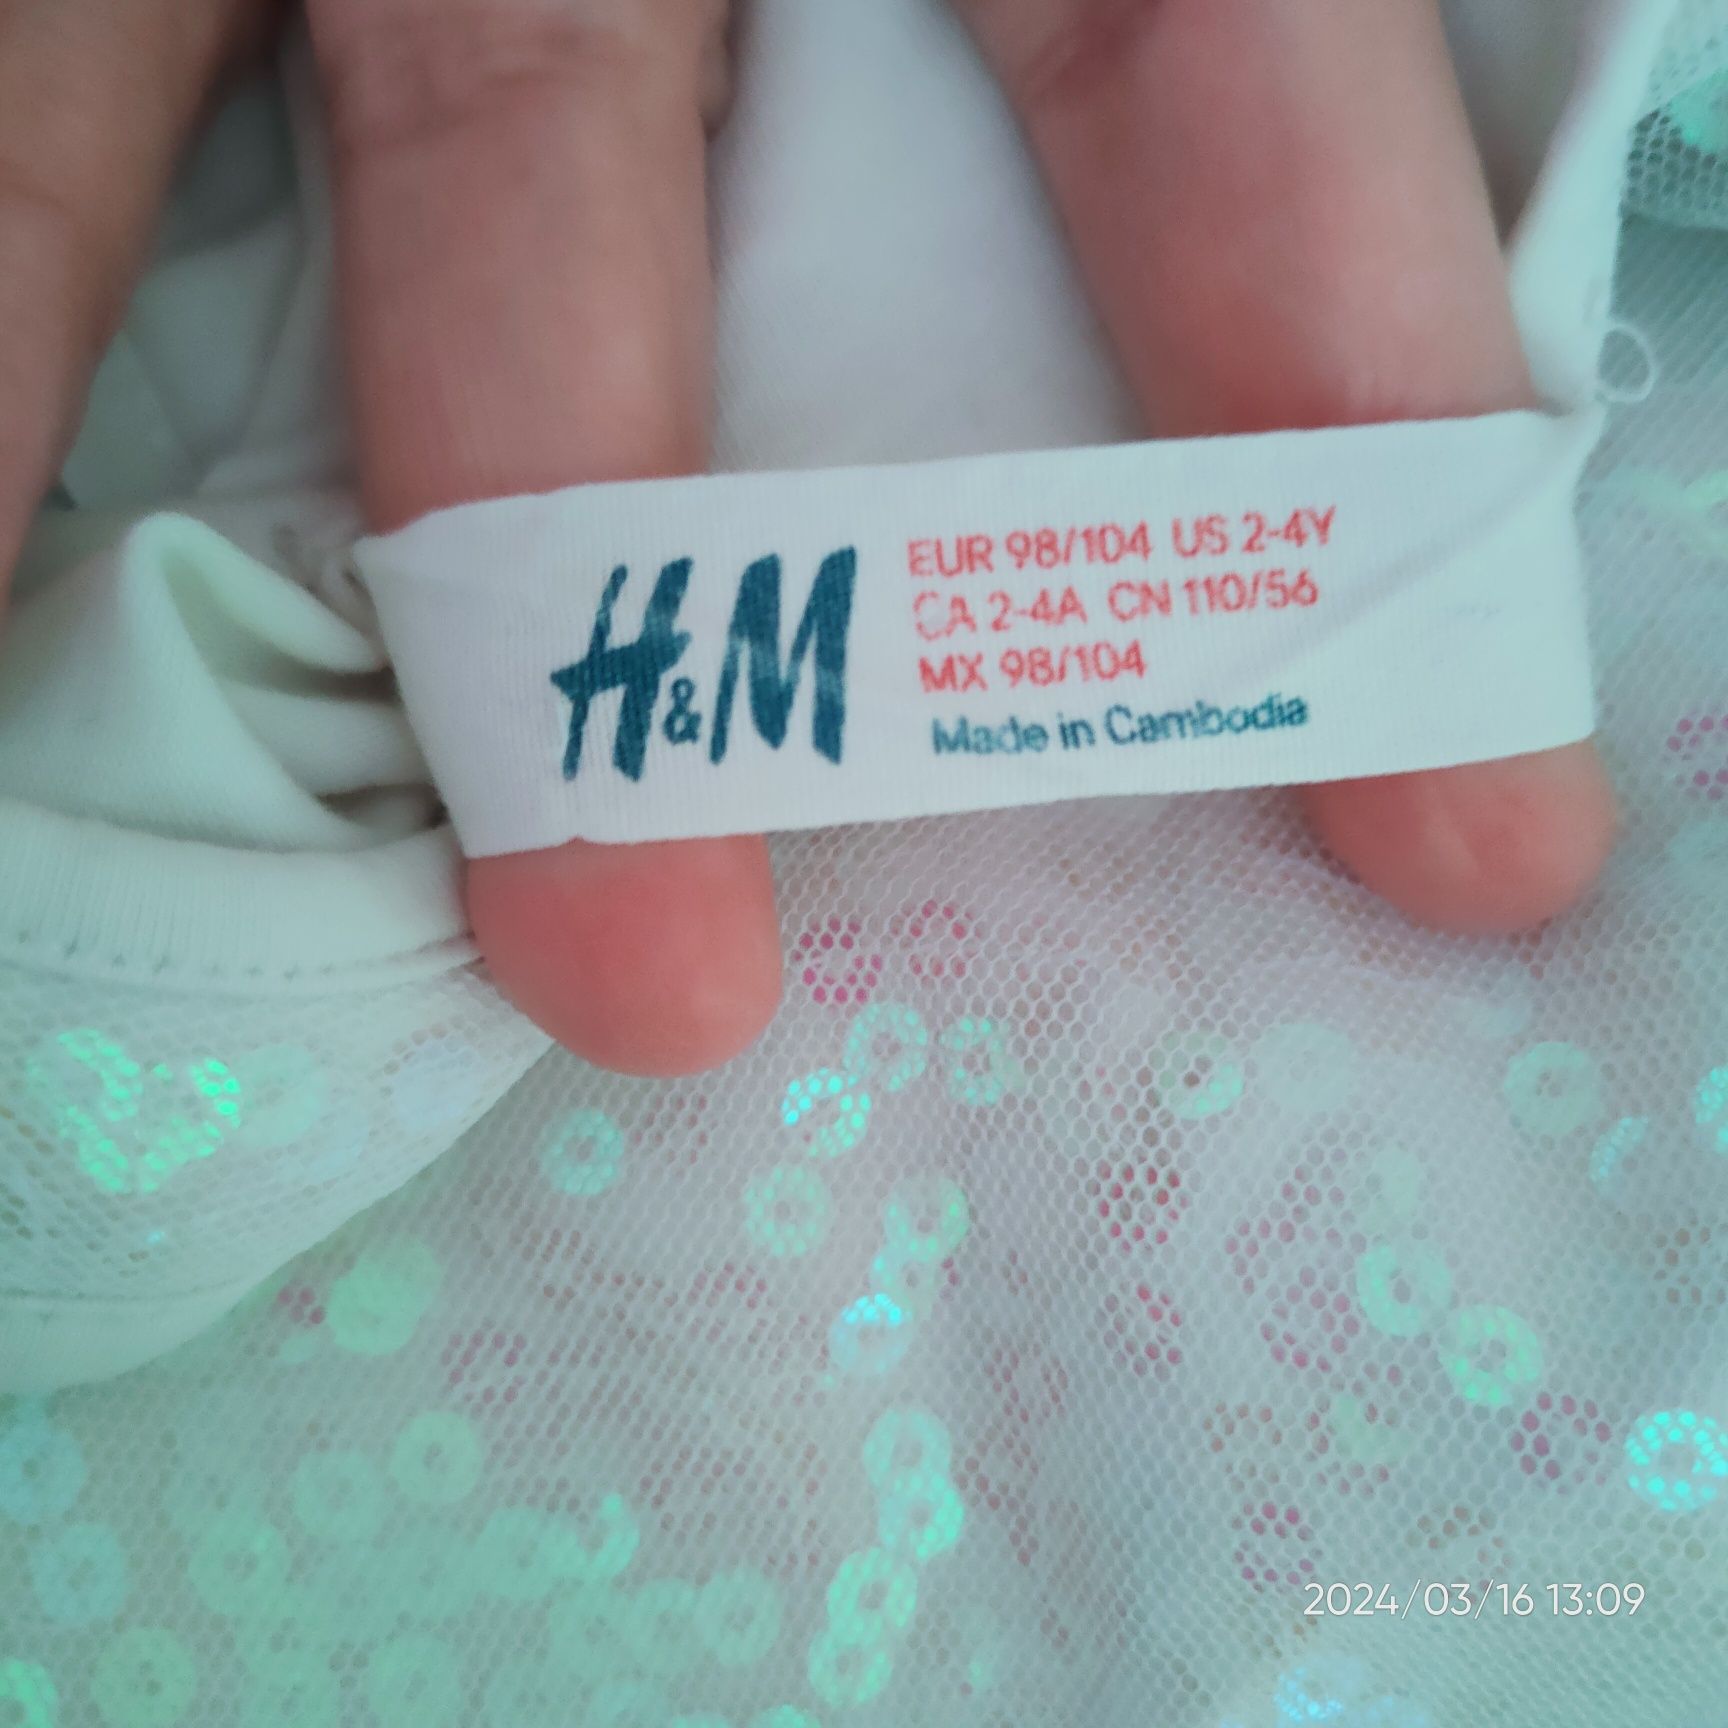 H&M
EUR 98/104 US 2-4Y
CA 2-4A CN 110/56
MX 98/104
Made in Cambodia
2024/03/16 13:09